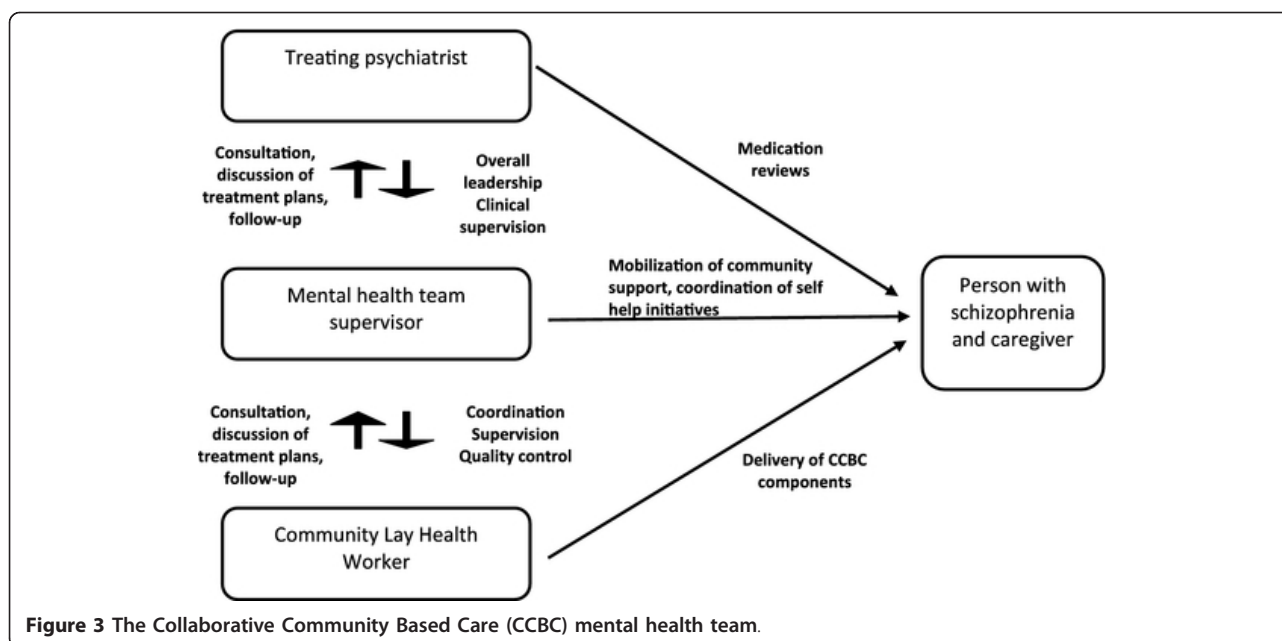 Treating psychiatrist
Consultation,
discussion of
treatment plans,
follow-up
Overall
leadership
Clinical
supervision
Medication
reviews
Mental health team
supervisor
Mobilization of community
support, coordination of self
help initiatives
Person with
schizophrenia
and caregiver
Consultation,
discussion of
treatment plans,
follow-up
Coordination
Supervision
Quality control
Delivery of CCBC
components
Community Lay Health
Worker
Figure 3 The Collaborative Community Based Care (CCBC) mental health team.